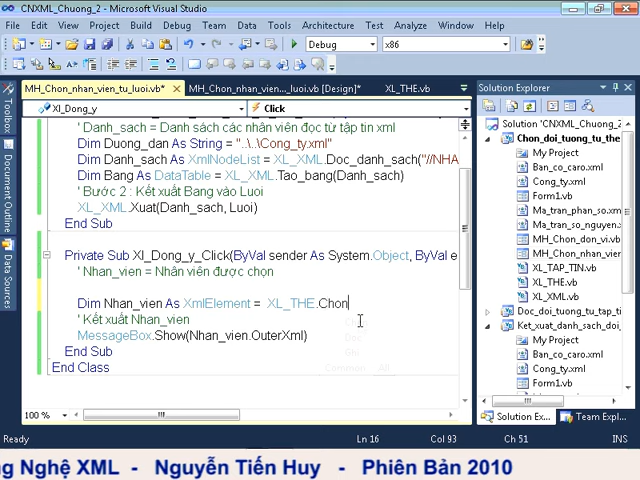 CNXML_Chuong_2 - Microsoft Visual Studio
File Edit View Project Build Debug Team Data Tools Architecture Test Analyze Window Help
Debug x86
MH_Chon_nhan_vien_tu_luoi.vb* MH_Chon_nhan_vien_..._luoi.vb [Design]* XL_THE.vb
Xl_Dong_y Click
' Danh_sach = Danh sách các nhân viên đọc từ tập tin xml
Dim Duong_dan As String = "..\..\Cong_ty.xml"
Dim Danh_sach As XmlNodeList = XL_XML.Doc_danh_sach("//NHA
Dim Bang As DataTable = XL_XML.Tao_bang(Danh_sach)
' Bước 2 : Kết xuất Bang vào Luoi
XL_XML.Xuat(Danh_sach, Luoi)
End Sub
Private Sub Xl_Dong_y_Click(ByVal sender As System.Object, ByVal e
' Nhan_vien = Nhân viên được chọn
Dim Nhan_vien As XmlElement = XL_THE.Chon
' Kết xuất Nhan_vien
MessageBox.Show(Nhan_vien.OuterXml)
End Sub
End Class
Common All
100 %
Toolbox
Document Outline
Data Sources
Solution Explorer
Solution 'CNXML_Chuong_2'
Chon_doi_tuong_tu_the
My Project
Ban_co_caro.xml
Cong_ty.xml
Form1.vb
Ma_tran_phan_so.xml
Ma_tran_so_nguyen.xml
MH_Chon_don_vi.vb
MH_Chon_nhan_vien
XL_TAP_TIN.vb
XL_THE.vb
XL_XML.vb
Doc_doi_tuong_tu_tap_ti
Ket_xuat_danh_sach_doi_
My Project
Ban_co_caro.xml
Cong_ty.xml
Form1.vb
Solution Ex... Team Expl...
Ready Ln 16 Col 93 Ch 51 INS
g Nghệ XML - Nguyễn Tiến Huy - Phiên Bản 2010